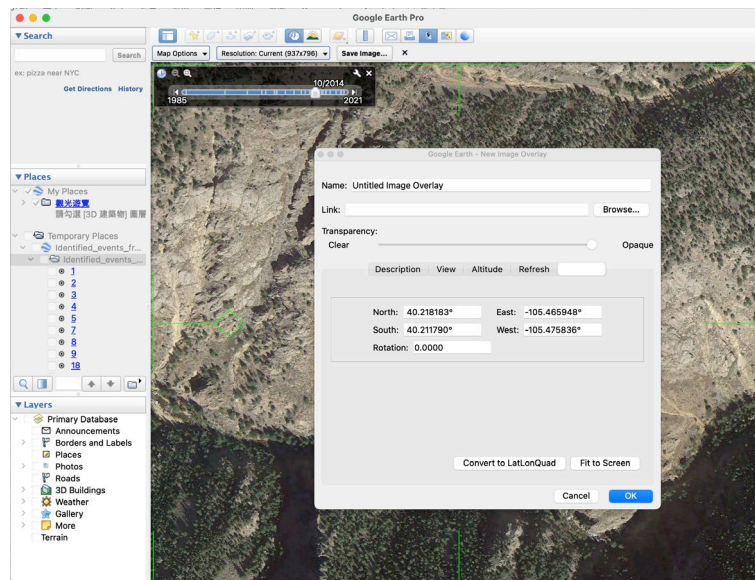 Google Earth Pro
Search
Search
ex: pizza near NYC
Get Directions History
Places
My Places
觀光遊覽
請勾選 [3D 建築物] 圖層
Temporary Places
Identified_events_fr...
Identified_events_...
1
2
3
4
5
7
8
9
18
Layers
Primary Database
Announcements
Borders and Labels
Places
Photos
Roads
3D Buildings
Weather
Gallery
More
Terrain
Map Options
Resolution: Current (937x796)
Save Image...
10/2014
1985
2021
Google Earth - New Image Overlay
Name: Untitled Image Overlay
Link:
Browse...
Transparency:
Clear
Opaque
Description View Altitude Refresh
North: 40.218183° East: -105.465948°
South: 40.211790° West: -105.475836°
Rotation: 0.0000
Convert to LatLonQuad Fit to Screen
Cancel OK